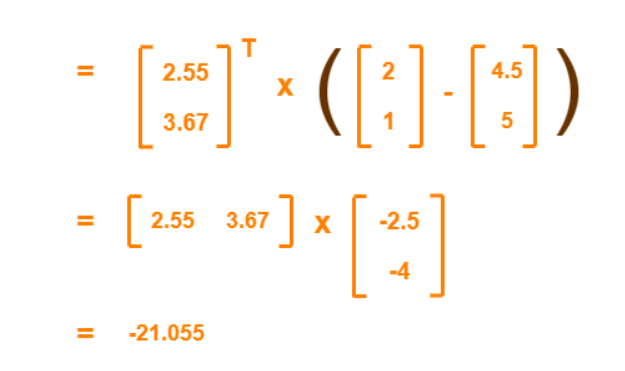 = [ 2.55 ] T x ( [ 2 ] - [ 4.5 ] )
[ 3.67 ] [ 1 ] [ 5 ]
= [ 2.55 3.67 ] x [ -2.5 ]
[ -4 ]
= -21.055